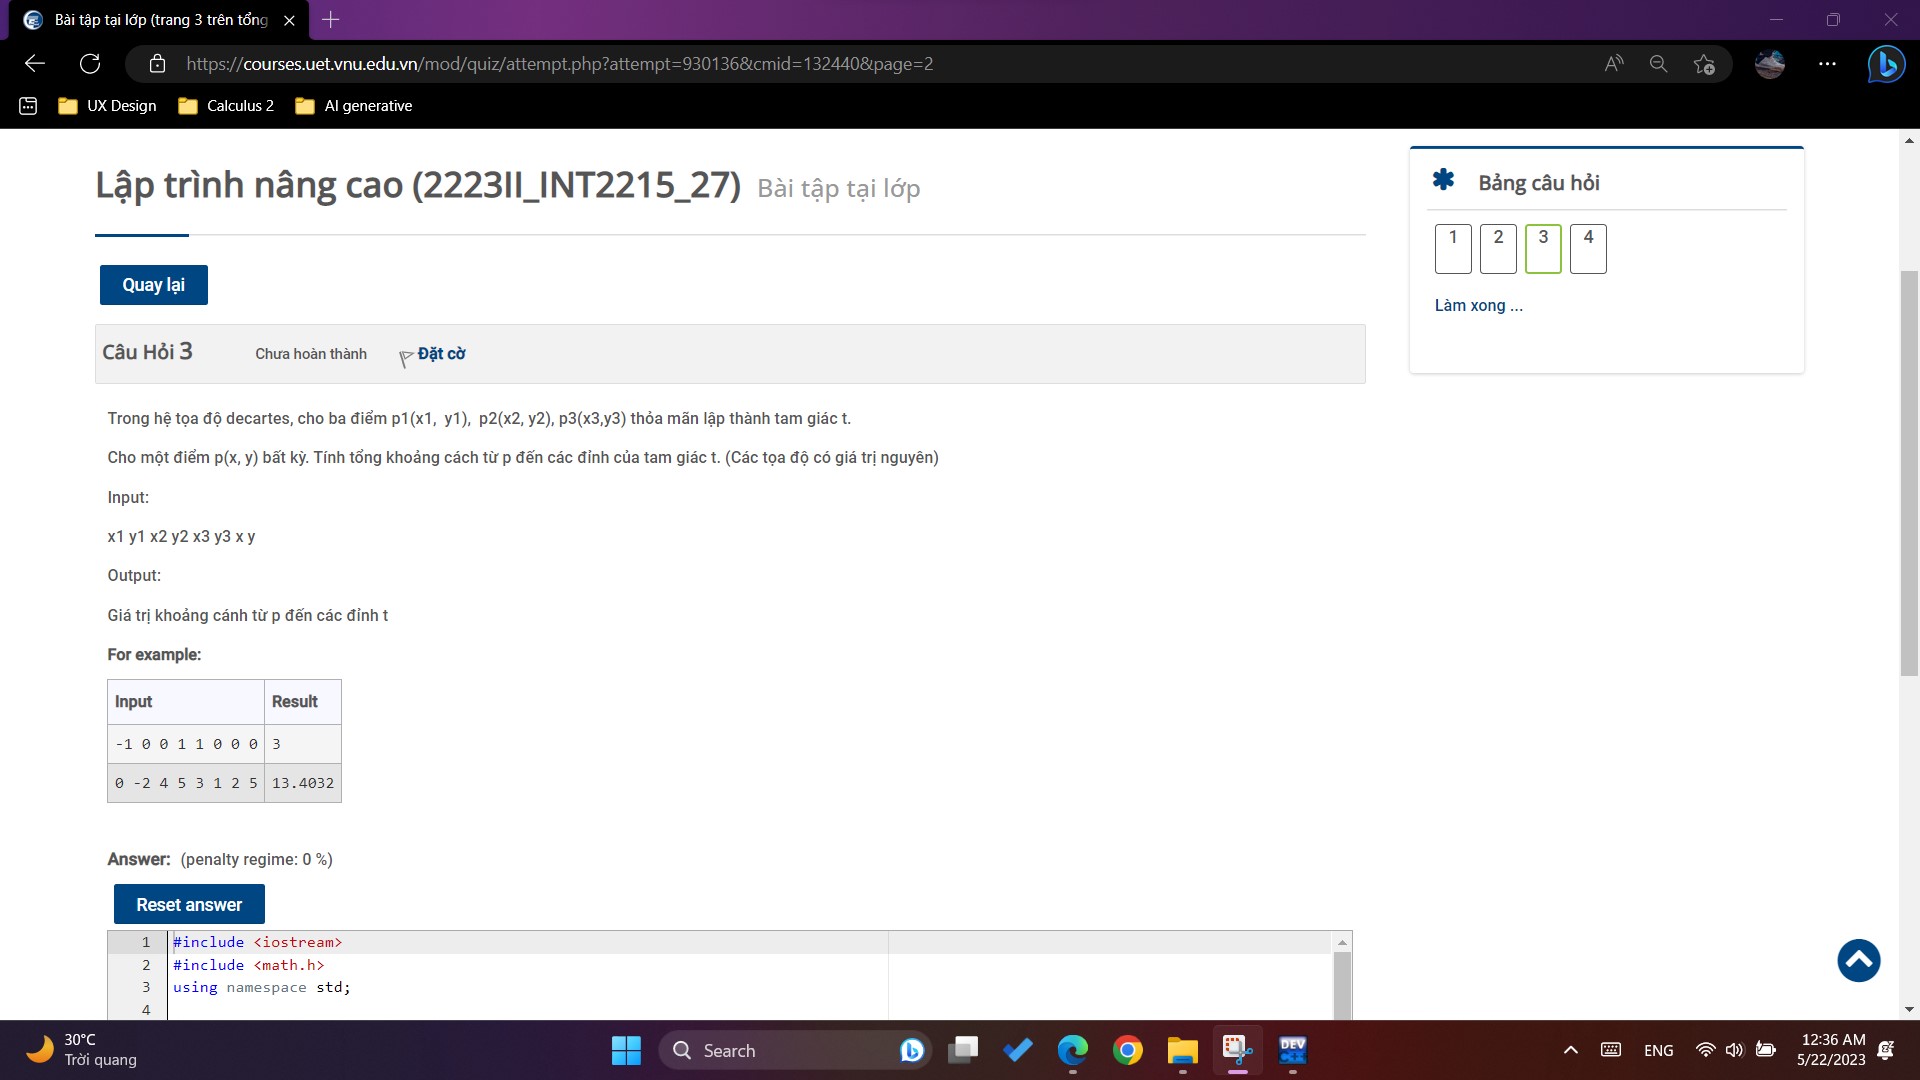 Bài tập tại lớp (trang 3 trên tổng
https://courses.uet.vnu.edu.vn/mod/quiz/attempt.php?attempt=930136&cmid=132440&page=2
UX Design
Calculus 2
AI generative
Lập trình nâng cao (2223II_INT2215_27) Bài tập tại lớp
Quay lại
Câu Hỏi 3
Chưa hoàn thành
Đặt cờ
Trong hệ tọa độ decartes, cho ba điểm p1(x1, y1), p2(x2, y2), p3(x3,y3) thỏa mãn lập thành tam giác t.
Cho một điểm p(x, y) bất kỳ. Tính tổng khoảng cách từ p đến các đỉnh của tam giác t. (Các tọa độ có giá trị nguyên)
Input:
x1 y1 x2 y2 x3 y3 x y
Output:
Giá trị khoảng cánh từ p đến các đỉnh t
For example:
Input Result
-1 0 0 1 1 0 0 0 3
0 -2 4 5 3 1 2 5 13.4032
Answer: (penalty regime: 0 %)
Reset answer
1 #include <iostream>
2 #include <math.h>
3 using namespace std;
4
Bảng câu hỏi
1 2 3 4
Làm xong ...
30°C
Trời quang
Search
DEV
C++
ENG
12:36 AM
5/22/2023